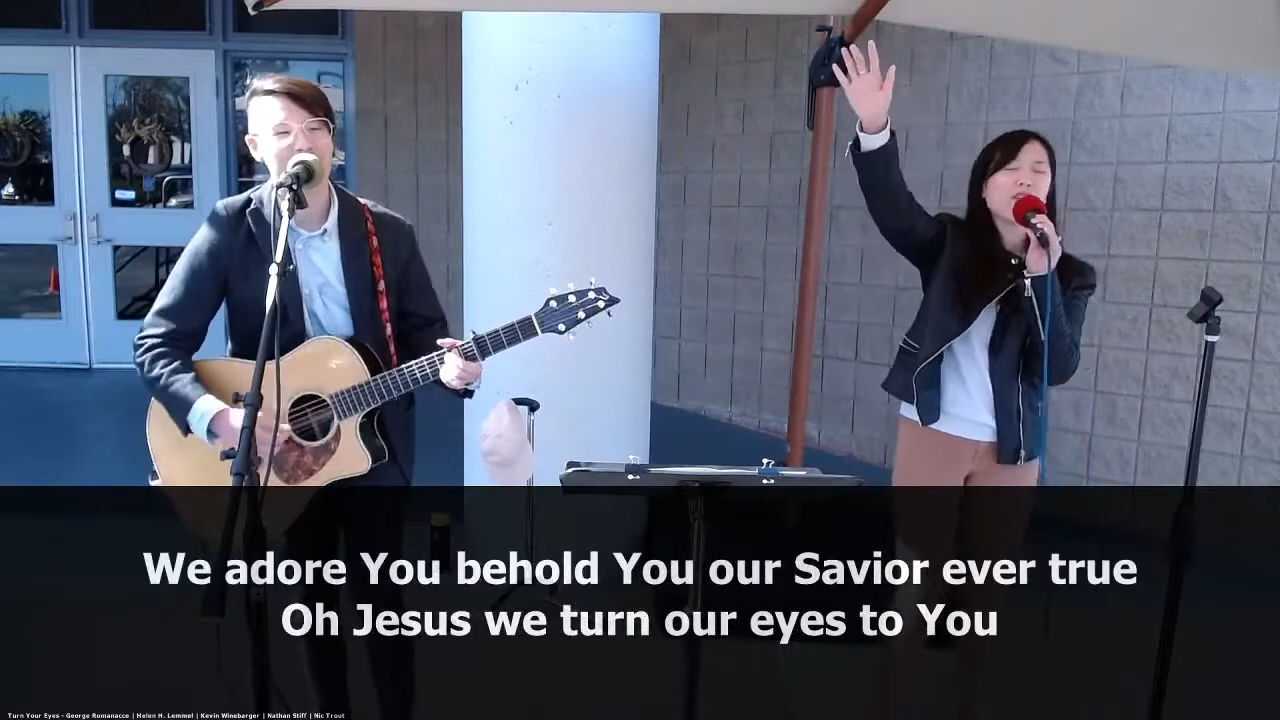 We adore You behold You our Savior ever true
Oh Jesus we turn our eyes to You
Turn Your Eyes - George Romanacce | Helen H. Lemmel | Kevin Winebarger | Nathan Stiff | Nic Trout